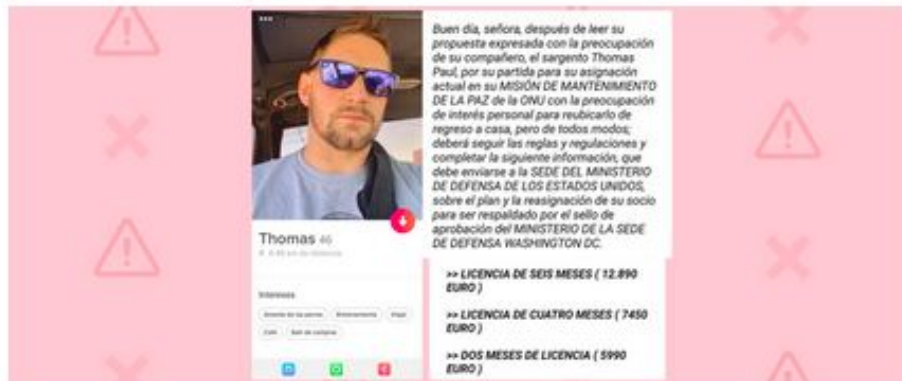 Thomas 46
Intereses
Entrenamiento
Viajar
Café
Salir de compras
Buen día, señora, después de leer su
propuesta expresada con la preocupación
de su compañero, el sargento Thomas
Paul, por su partida para su asignación
actual en su MISIÓN DE MANTENIMIENTO
DE LA PAZ de la ONU con la preocupación
de interés personal para reubicarlo de
regreso a casa, pero de todos modos;
deberá seguir las reglas y regulaciones y
completar la siguiente información, que
debe enviarse a la SEDE DEL MINISTERIO
DE DEFENSA DE LOS ESTADOS UNIDOS,
sobre el plan y la reasignación de su socio
para ser respaldado por el sello de
aprobación del MINISTERIO DE LA SEDE
DE DEFENSA WASHINGTON DC.
>> LICENCIA DE SEIS MESES ( 12.890
EURO )
>> LICENCIA DE CUATRO MESES ( 7450
EURO )
>> DOS MESES DE LICENCIA ( 5990
EURO )